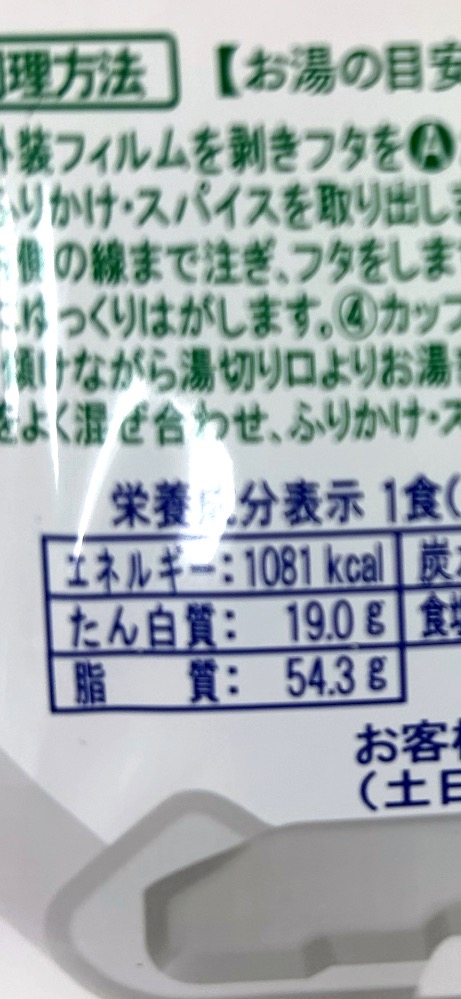 理方法 【お湯の目安
装フィルムを剥きフタをA
ふりかけ・スパイスを取り出しま
側の線まで注ぎ、フタをします
ゆっくりはがします。④カップ
傾けながら湯切り口よりお湯
をよく混ぜ合わせ、ふりかけ・ス
栄養成分表示 1食(
エネルギー: 1081 kcal 炭
たん白質: 19.0 g 食塩
脂 質: 54.3 g
お客様
(土日